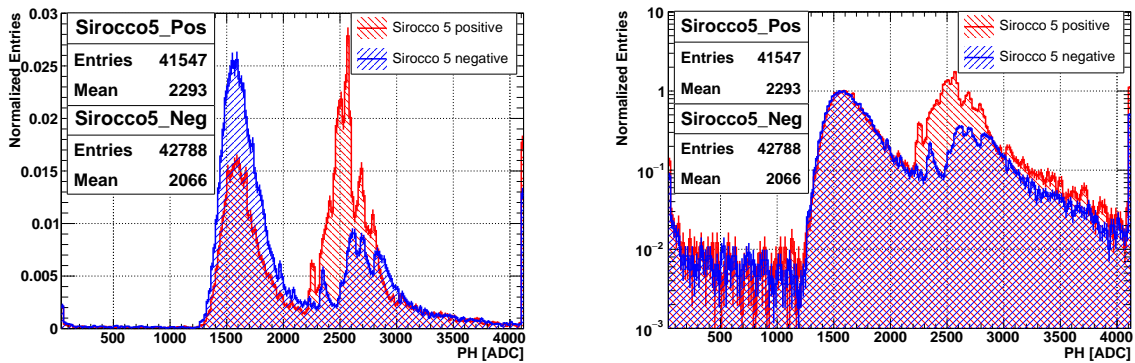 Normalized Entries
0.03
0.025
0.02
0.015
0.01
0.005
0
Sirocco5_Pos
Entries 41547
Mean 2293
Sirocco5_Neg
Entries 42788
Mean 2066
Sirocco 5 positive
Sirocco 5 negative
500 1000 1500 2000 2500 3000 3500 4000
PH [ADC]
Normalized Entries
10
1
10⁻¹
10⁻²
10⁻³
Sirocco5_Pos
Entries 41547
Mean 2293
Sirocco5_Neg
Entries 42788
Mean 2066
Sirocco 5 positive
Sirocco 5 negative
500 1000 1500 2000 2500 3000 3500 4000
PH [ADC]